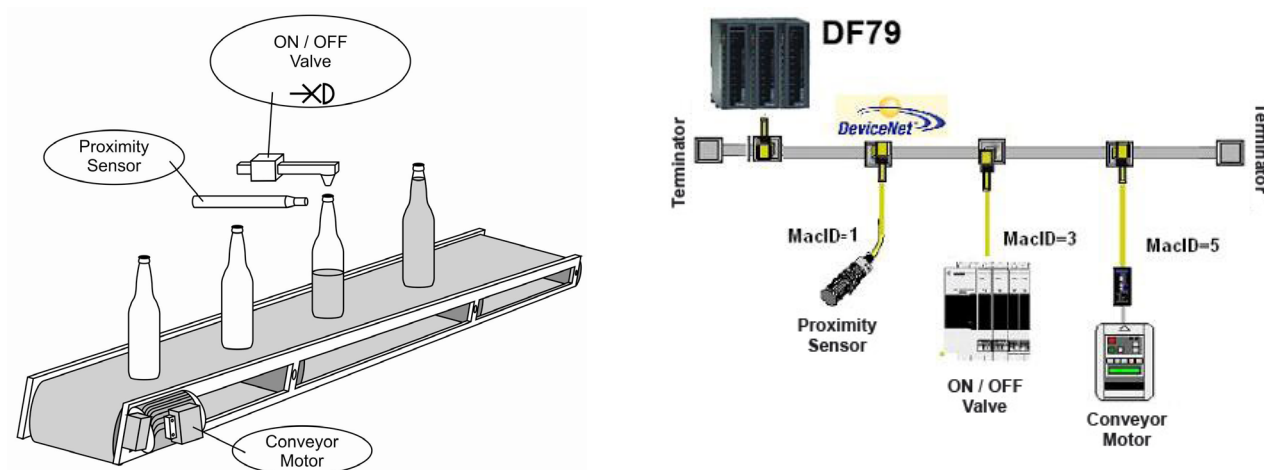 ON / OFF
Valve
Proximity
Sensor
Conveyor
Motor
DF79
DeviceNet
Terminator
Terminator
MacID=1
MacID=3
MacID=5
Proximity
Sensor
ON / OFF
Valve
Conveyor
Motor